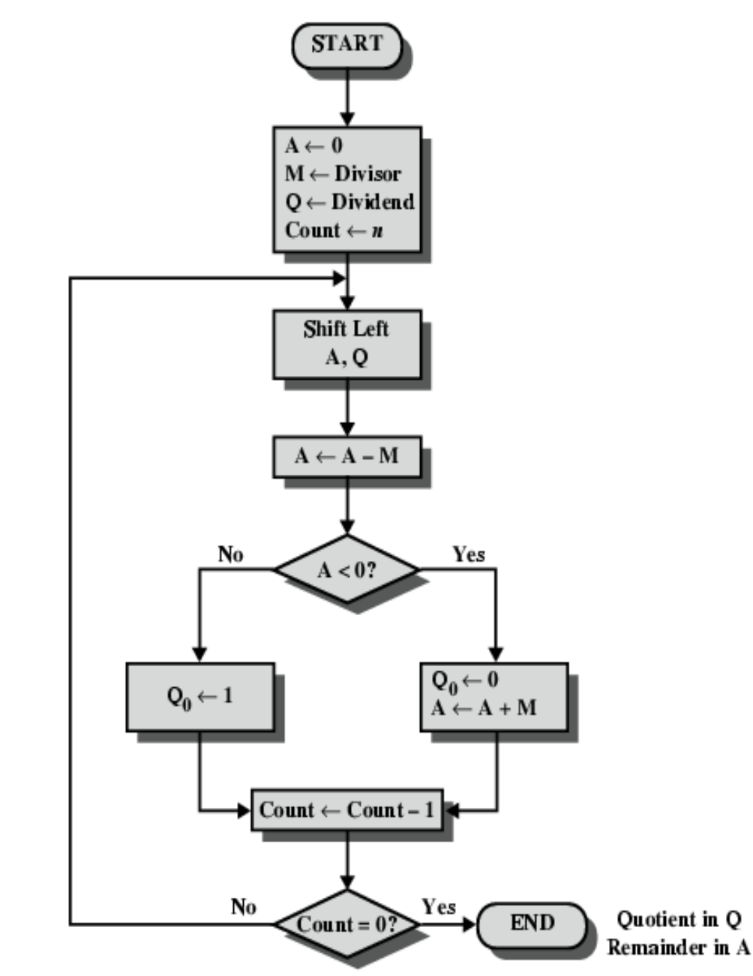 START
A ← 0
M ← Divisor
Q ← Dividend
Count ← n
Shift Left
A, Q
A ← A – M
No
Yes
A < 0?
Q₀ ← 1
Q₀ ← 0
A ← A + M
Count ← Count – 1
No
Yes
Count = 0?
END
Quotient in Q
Remainder in A